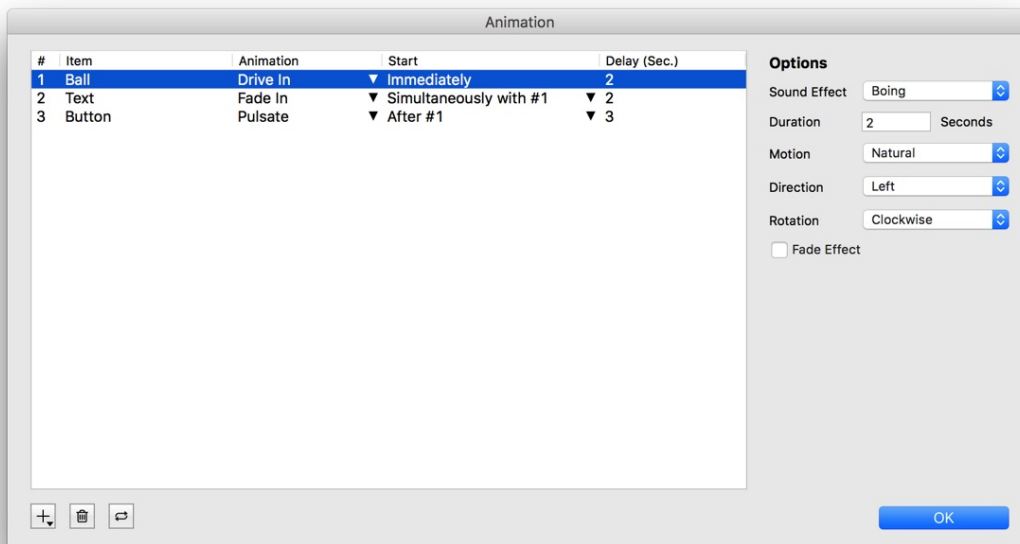 Animation
# Item Animation Start Delay (Sec.)
1 Ball Drive In ▼ Immediately 2
2 Text Fade In ▼ Simultaneously with #1 ▼ 2
3 Button Pulsate ▼ After #1 ▼ 3
Options
Sound Effect Boing
Duration 2 Seconds
Motion Natural
Direction Left
Rotation Clockwise
Fade Effect
OK